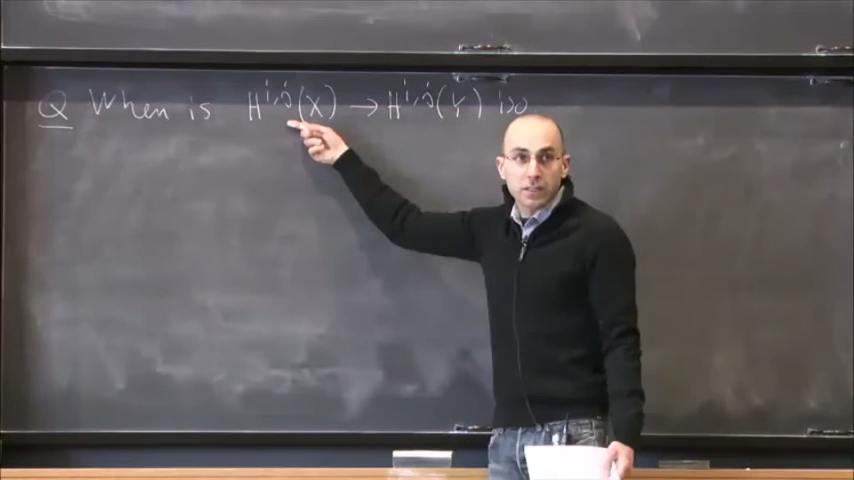 Q When is H^{i,j}(X) → H^{i,j}(Y) iso